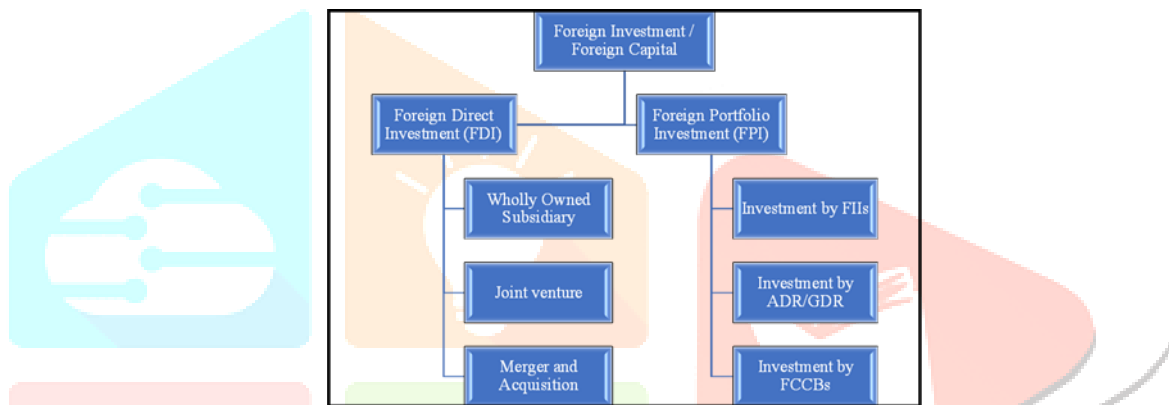 Foreign Investment /
Foreign Capital
Foreign Direct
Investment (FDI)
Foreign Portfolio
Investment (FPI)
Wholly Owned
Subsidiary
Investment by FIIs
Joint venture
Investment by
ADR/GDR
Merger and
Acquisition
Investment by
FCCBs